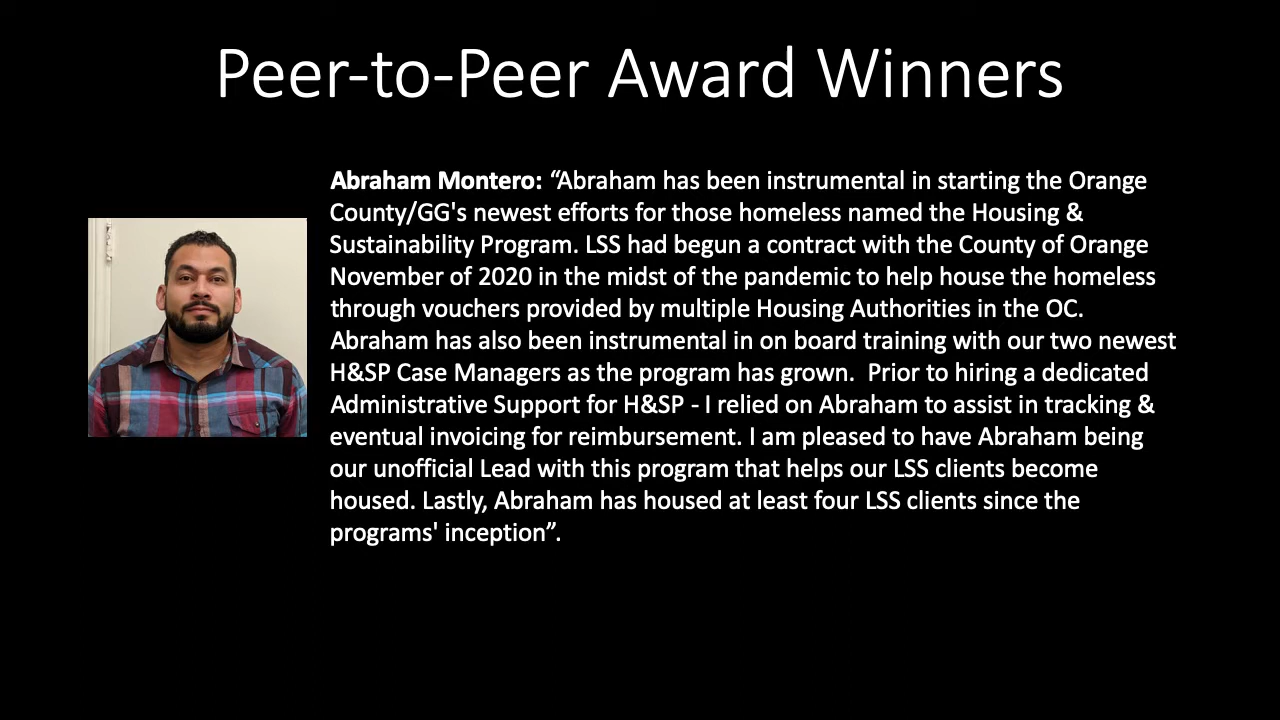 Peer-to-Peer Award Winners
Abraham Montero: “Abraham has been instrumental in starting the Orange
County/GG's newest efforts for those homeless named the Housing &
Sustainability Program. LSS had begun a contract with the County of Orange
November of 2020 in the midst of the pandemic to help house the homeless
through vouchers provided by multiple Housing Authorities in the OC.
Abraham has also been instrumental in on board training with our two newest
H&SP Case Managers as the program has grown.  Prior to hiring a dedicated
Administrative Support for H&SP - I relied on Abraham to assist in tracking &
eventual invoicing for reimbursement. I am pleased to have Abraham being
our unofficial Lead with this program that helps our LSS clients become
housed. Lastly, Abraham has housed at least four LSS clients since the
programs' inception”.